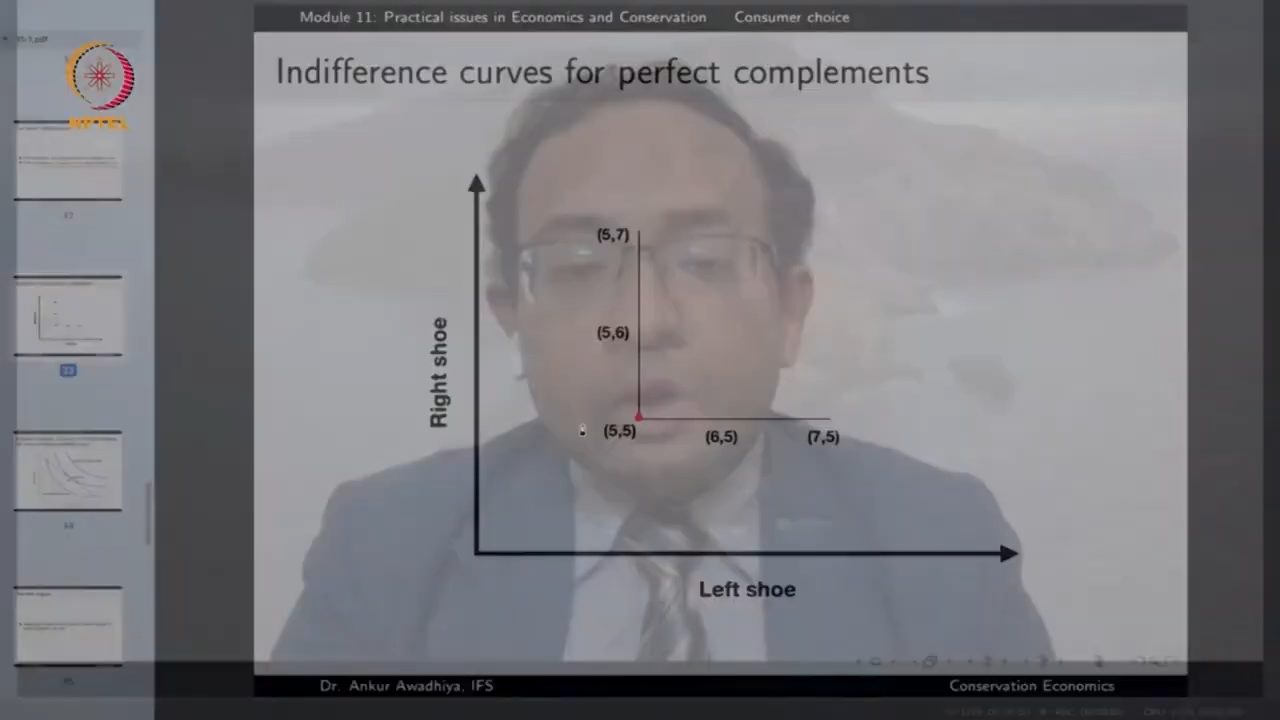 Module 11: Practical issues in Economics and Conservation Consumer choice
NPTEL
Indifference curves for perfect complements
(5,7)
(5,6)
Right shoe
(5,5)
(6,5)
(7,5)
Left shoe
Dr. Ankur Awadhiya, IFS
Conservation Economics